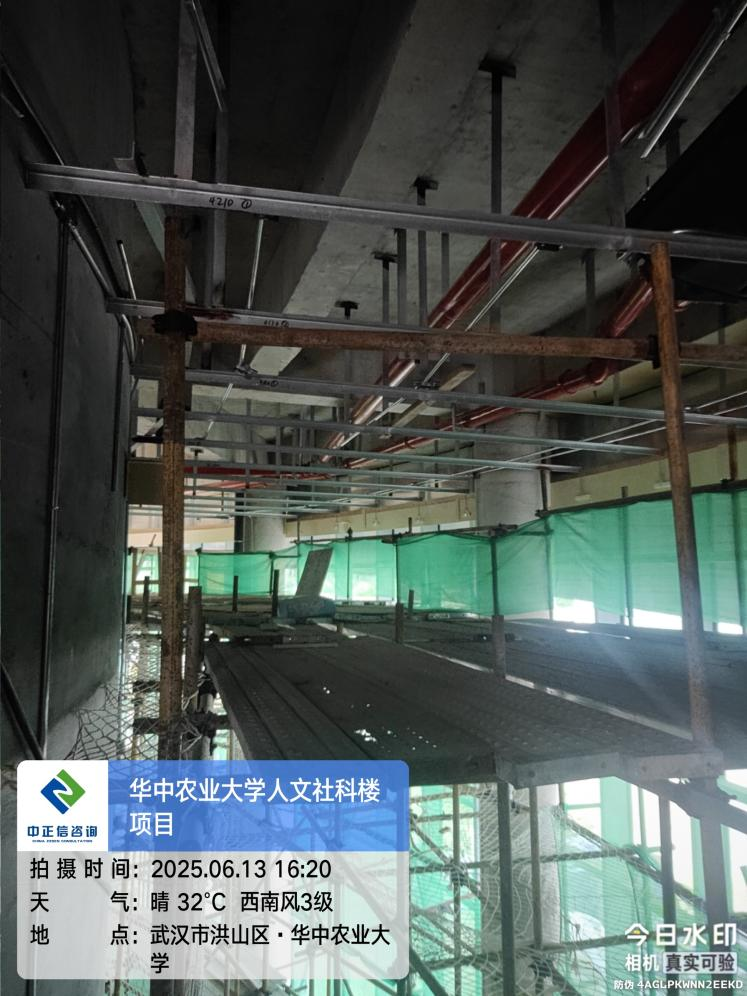 4210 ①
中正信咨询
CHINA ZOSEN CONSULTATION
华中农业大学人文社科楼
项目
拍摄时间：2025.06.13 16:20
天气：晴 32℃ 西南风3级
地点：武汉市洪山区·华中农业大
学
今日水印
相机 真实可验
防伪 4AGLPKWNN2EEKD